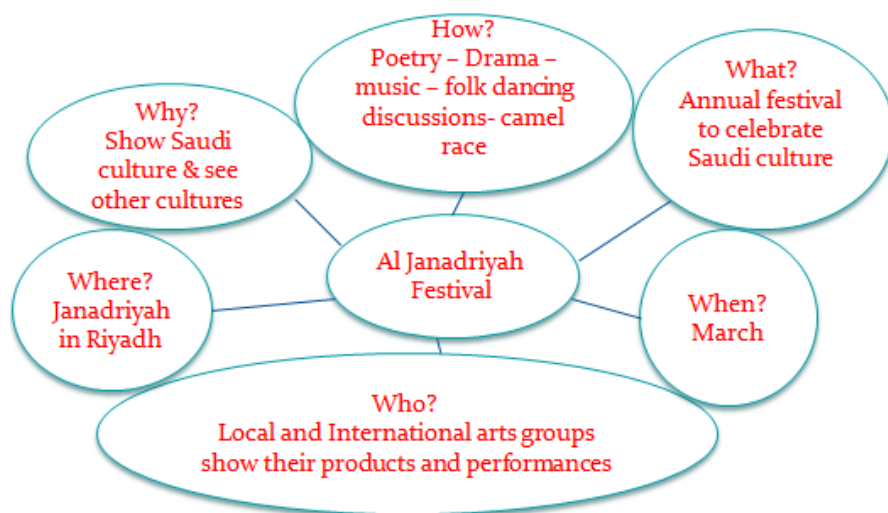 How?
Poetry – Drama –
music – folk dancing
discussions- camel
race
What?
Annual festival
to celebrate
Saudi culture
Why?
Show Saudi
culture & see
other cultures
Al Janadriyah
Festival
Where?
Janadriyah
in Riyadh
When?
March
Who?
Local and International arts groups
show their products and performances